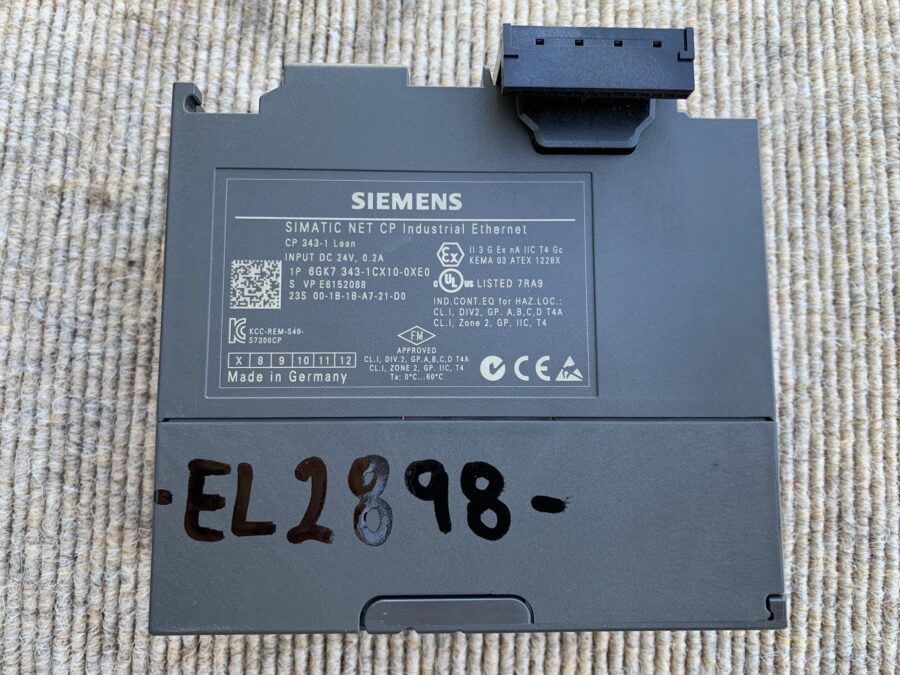 SIEMENS
SIMATIC NET CP Industrial Ethernet
CP 343-1 Lean
INPUT DC 24V, 0.2A
1P 6GK7 343-1CX10-0XE0
S VP E6152088
23S 00-1B-1B-A7-21-D0
KCC-REM-S49-
S7300CP
X 8 9 10 11 12
Made in Germany
Ex
II 3 G Ex nA IIC T4 Gc
KEMA 03 ATEX 1228X
c UL us LISTED 7RA9
IND.CONT.EQ for HAZ.LOC.:
CL.I, DIV2, GP. A,B,C,D T4A
CL.I, Zone 2, GP. IIC, T4
FM
APPROVED
CL.I, DIV.2, GP.A,B,C,D T4A
CL.I, ZONE 2, GP. IIC, T4
Ta: 0°C...60°C
CE
-EL2898-